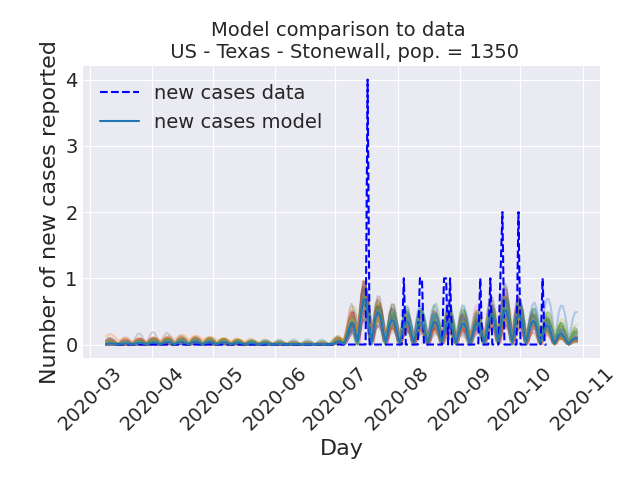 Model comparison to data
US - Texas - Stonewall, pop. = 1350
Number of new cases reported
4
3
2
1
0
new cases data
new cases model
2020-03
2020-04
2020-05
2020-06
2020-07
2020-08
2020-09
2020-10
2020-11
Day